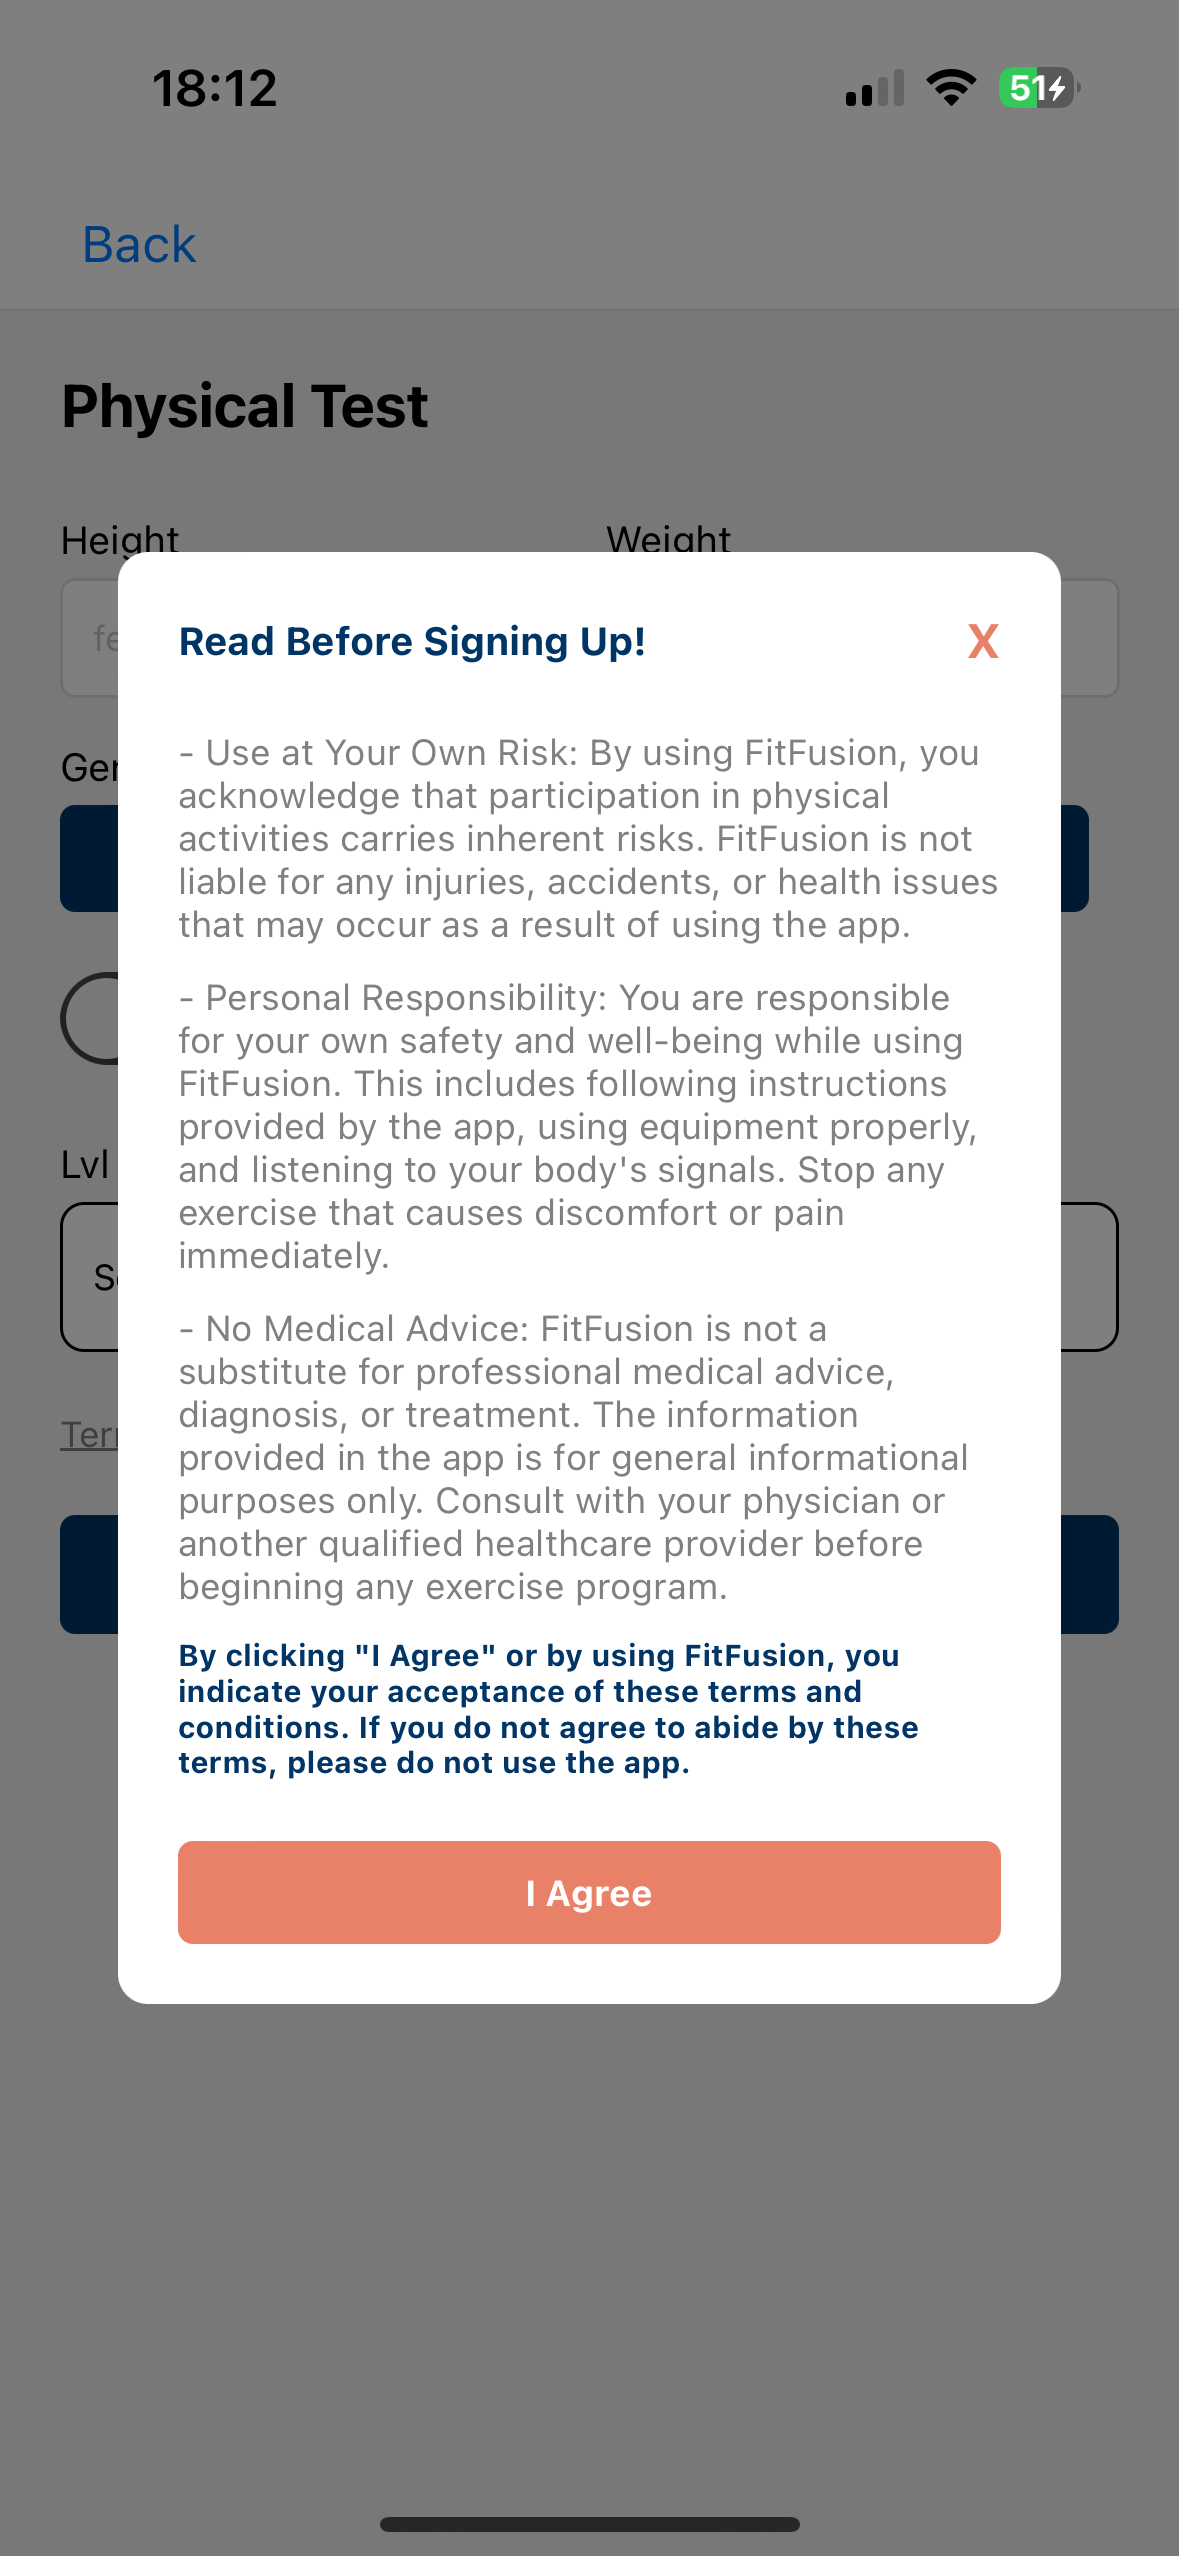 18:12
51
Back
Physical Test
Height Weight
Read Before Signing Up! X
- Use at Your Own Risk: By using FitFusion, you
acknowledge that participation in physical
activities carries inherent risks. FitFusion is not
liable for any injuries, accidents, or health issues
that may occur as a result of using the app.
- Personal Responsibility: You are responsible
for your own safety and well-being while using
FitFusion. This includes following instructions
provided by the app, using equipment properly,
and listening to your body's signals. Stop any
exercise that causes discomfort or pain
immediately.
Lvl
- No Medical Advice: FitFusion is not a
substitute for professional medical advice,
diagnosis, or treatment. The information
provided in the app is for general informational
purposes only. Consult with your physician or
another qualified healthcare provider before
beginning any exercise program.
By clicking "I Agree" or by using FitFusion, you
indicate your acceptance of these terms and
conditions. If you do not agree to abide by these
terms, please do not use the app.
I Agree